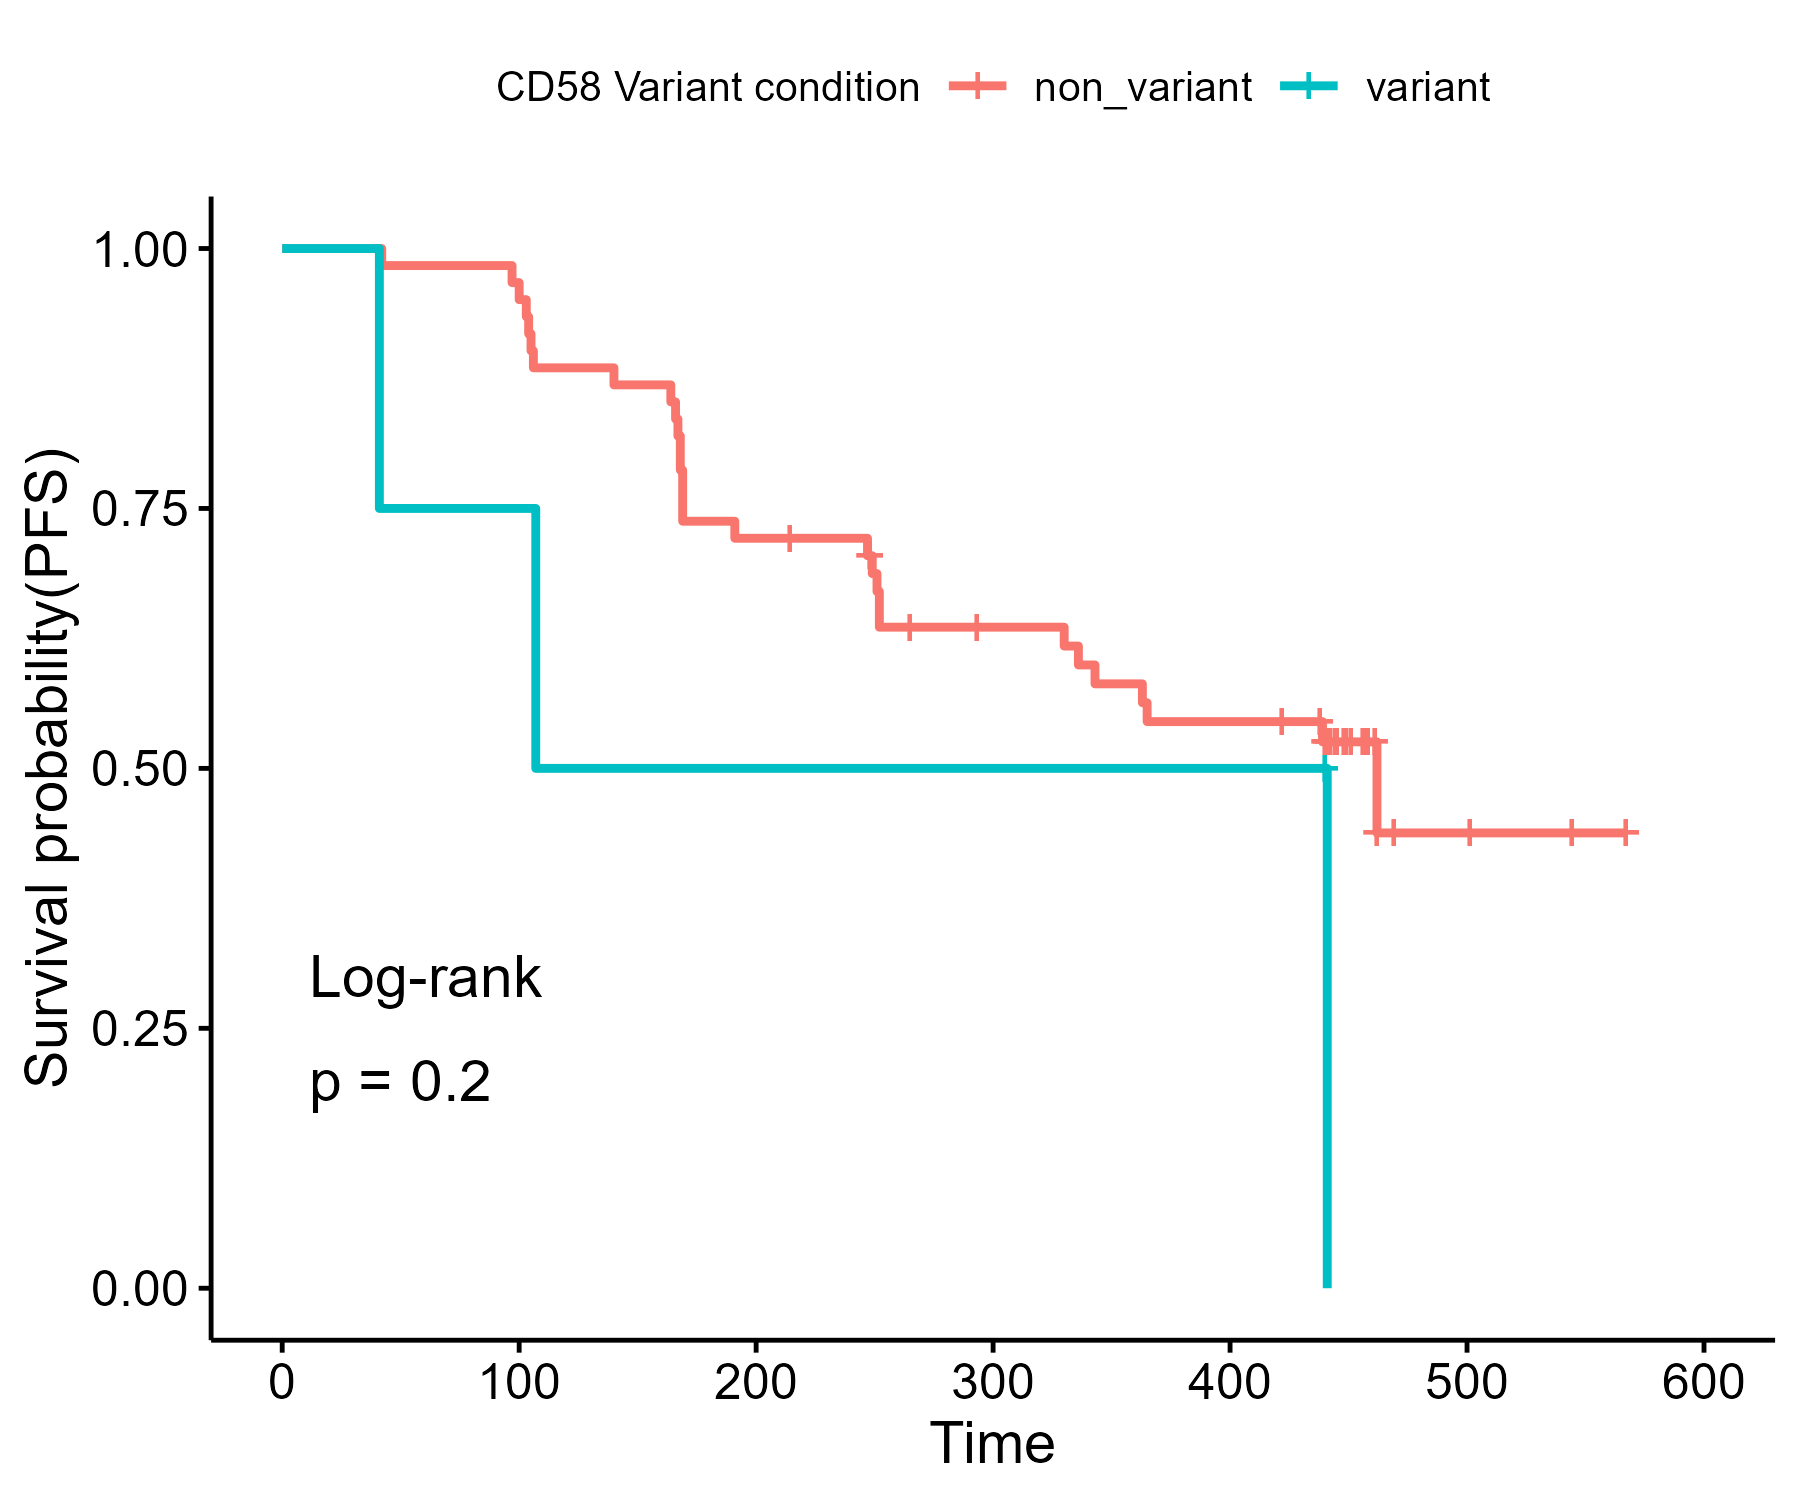 CD58 Variant condition non_variant variant
Survival probability(PFS)
1.00
0.75
0.50
0.25
0.00
Log-rank
p = 0.2
0 100 200 300 400 500 600
Time